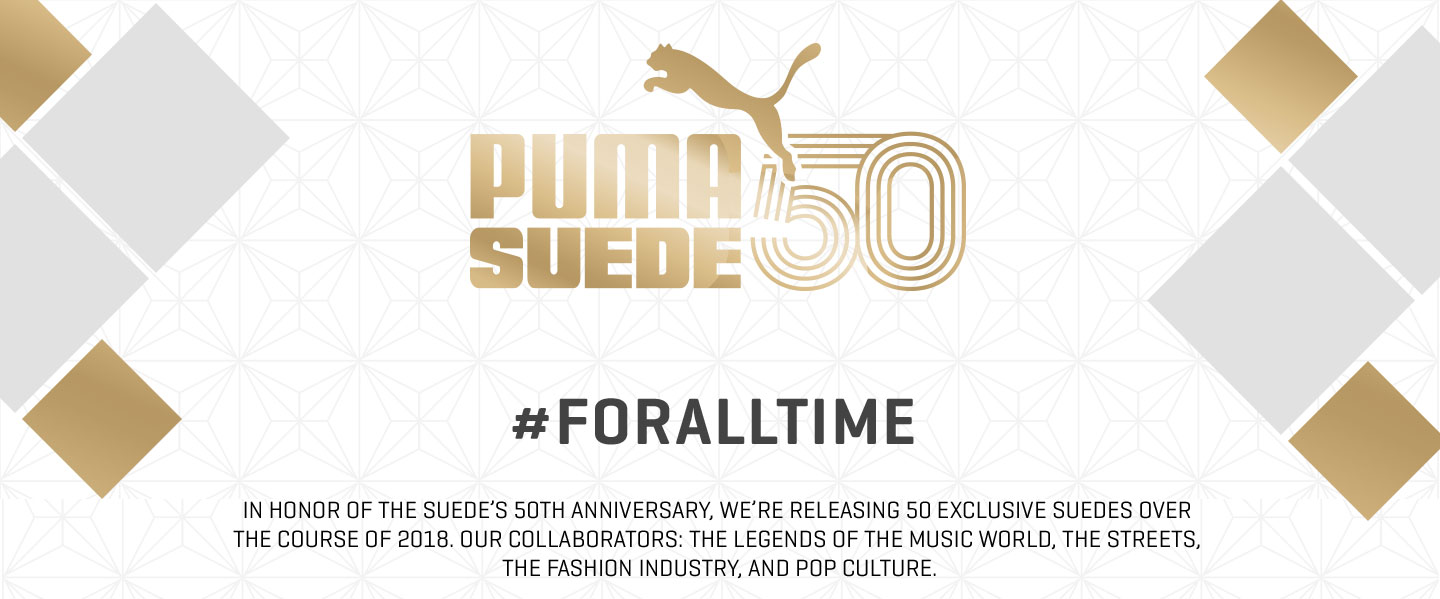 PUMA
SUEDE 50
#FORALLTIME
IN HONOR OF THE SUEDE’S 50TH ANNIVERSARY, WE’RE RELEASING 50 EXCLUSIVE SUEDES OVER
THE COURSE OF 2018. OUR COLLABORATORS: THE LEGENDS OF THE MUSIC WORLD, THE STREETS,
THE FASHION INDUSTRY, AND POP CULTURE.